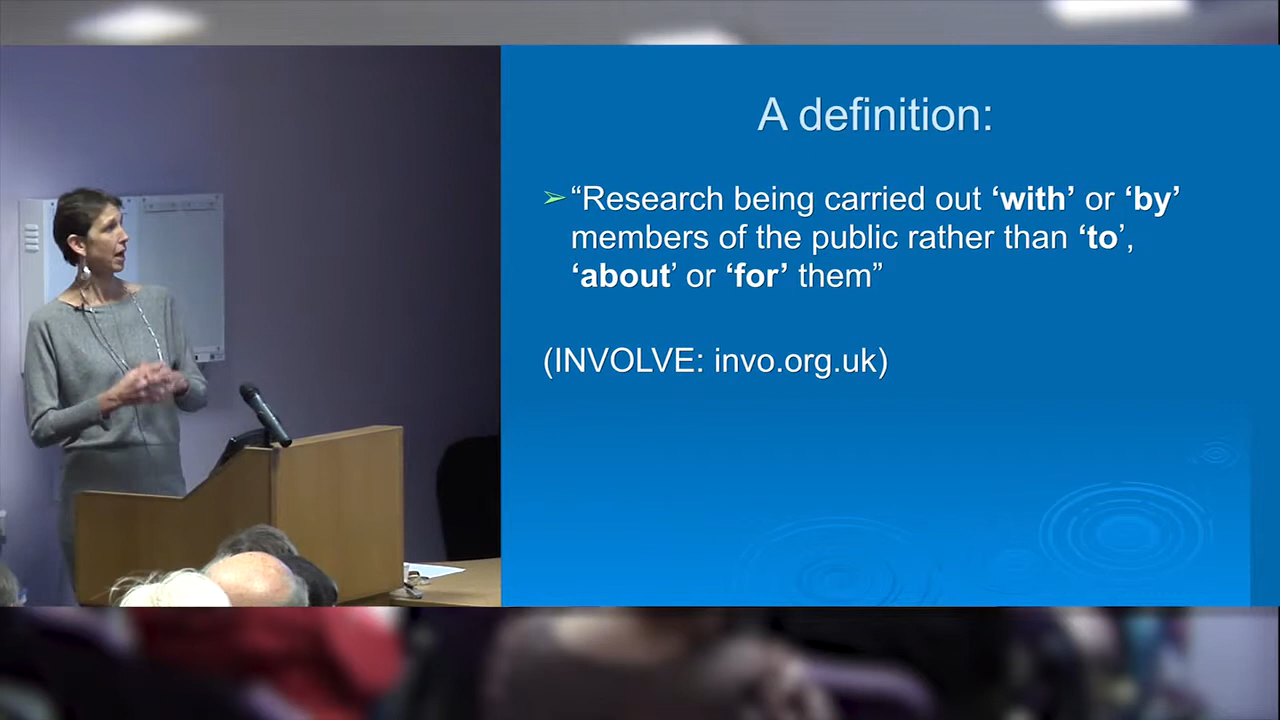 A definition:
➢ “Research being carried out ‘with’ or ‘by’
members of the public rather than ‘to’,
‘about’ or ‘for’ them”
(INVOLVE: invo.org.uk)